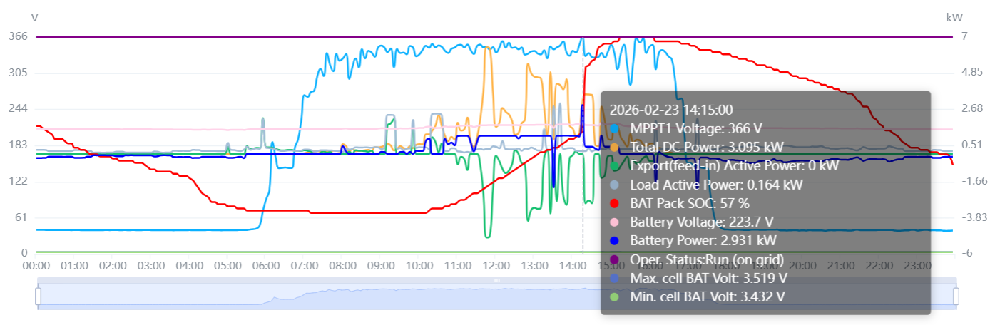 V kW
366 7
305 4.85
244 2.68
183 0.51
122 -1.66
61 -3.83
0 -6
00:00 01:00 02:00 03:00 04:00 05:00 06:00 07:00 08:00 09:00 10:00 11:00 12:00 13:00 14:00 15:00 16:00 17:00 18:00 19:00 20:00 21:00 22:00 23:00
2026-02-23 14:15:00
MPPT1 Voltage: 366 V
Total DC Power: 3.095 kW
Export(feed-in) Active Power: 0 kW
Load Active Power: 0.164 kW
BAT Pack SOC: 57 %
Battery Voltage: 223.7 V
Battery Power: 2.931 kW
Oper. Status:Run (on grid)
Max. cell BAT Volt: 3.519 V
Min. cell BAT Volt: 3.432 V